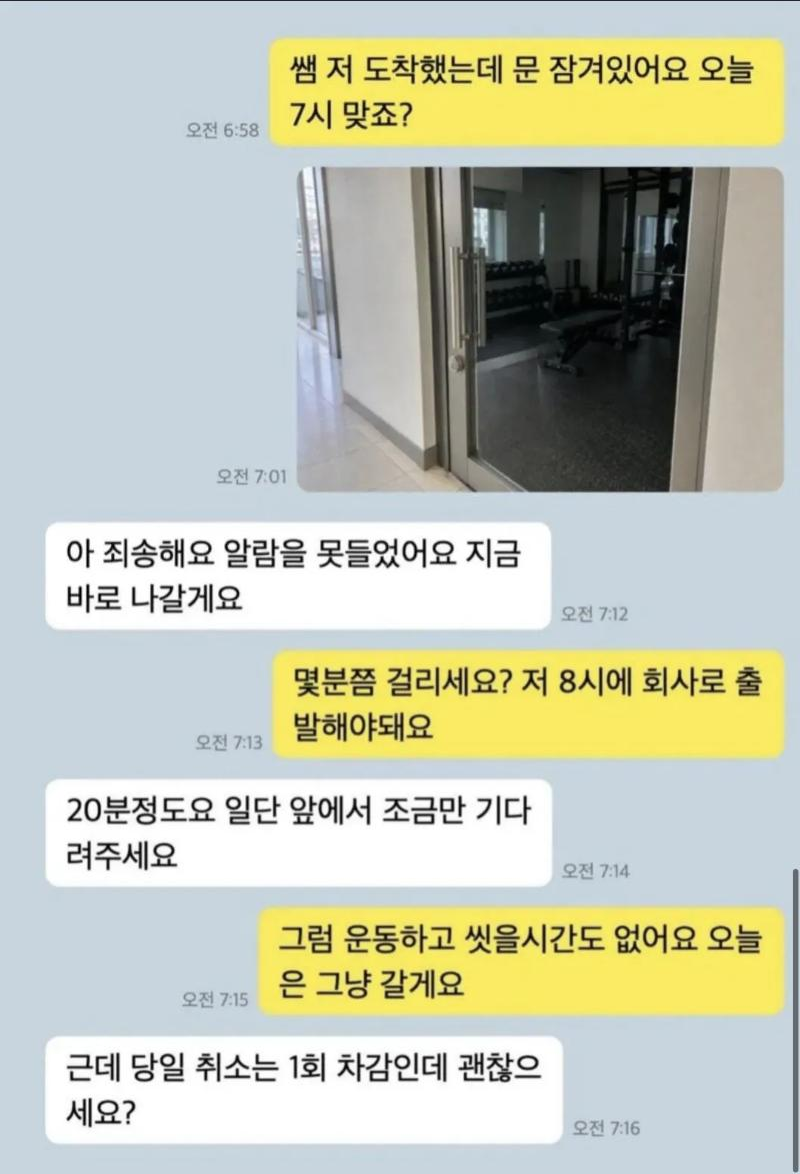 쌤 저 도착했는데 문 잠겨있어요 오늘
7시 맞죠?
오전 6:58
오전 7:01
아 죄송해요 알람을 못들었어요 지금
바로 나갈게요
오전 7:12
몇분쯤 걸리세요? 저 8시에 회사로 출
발해야돼요
오전 7:13
20분정도요 일단 앞에서 조금만 기다
려주세요
오전 7:14
그럼 운동하고 씻을시간도 없어요 오늘
은 그냥 갈게요
오전 7:15
근데 당일 취소는 1회 차감인데 괜찮으
세요?
오전 7:16